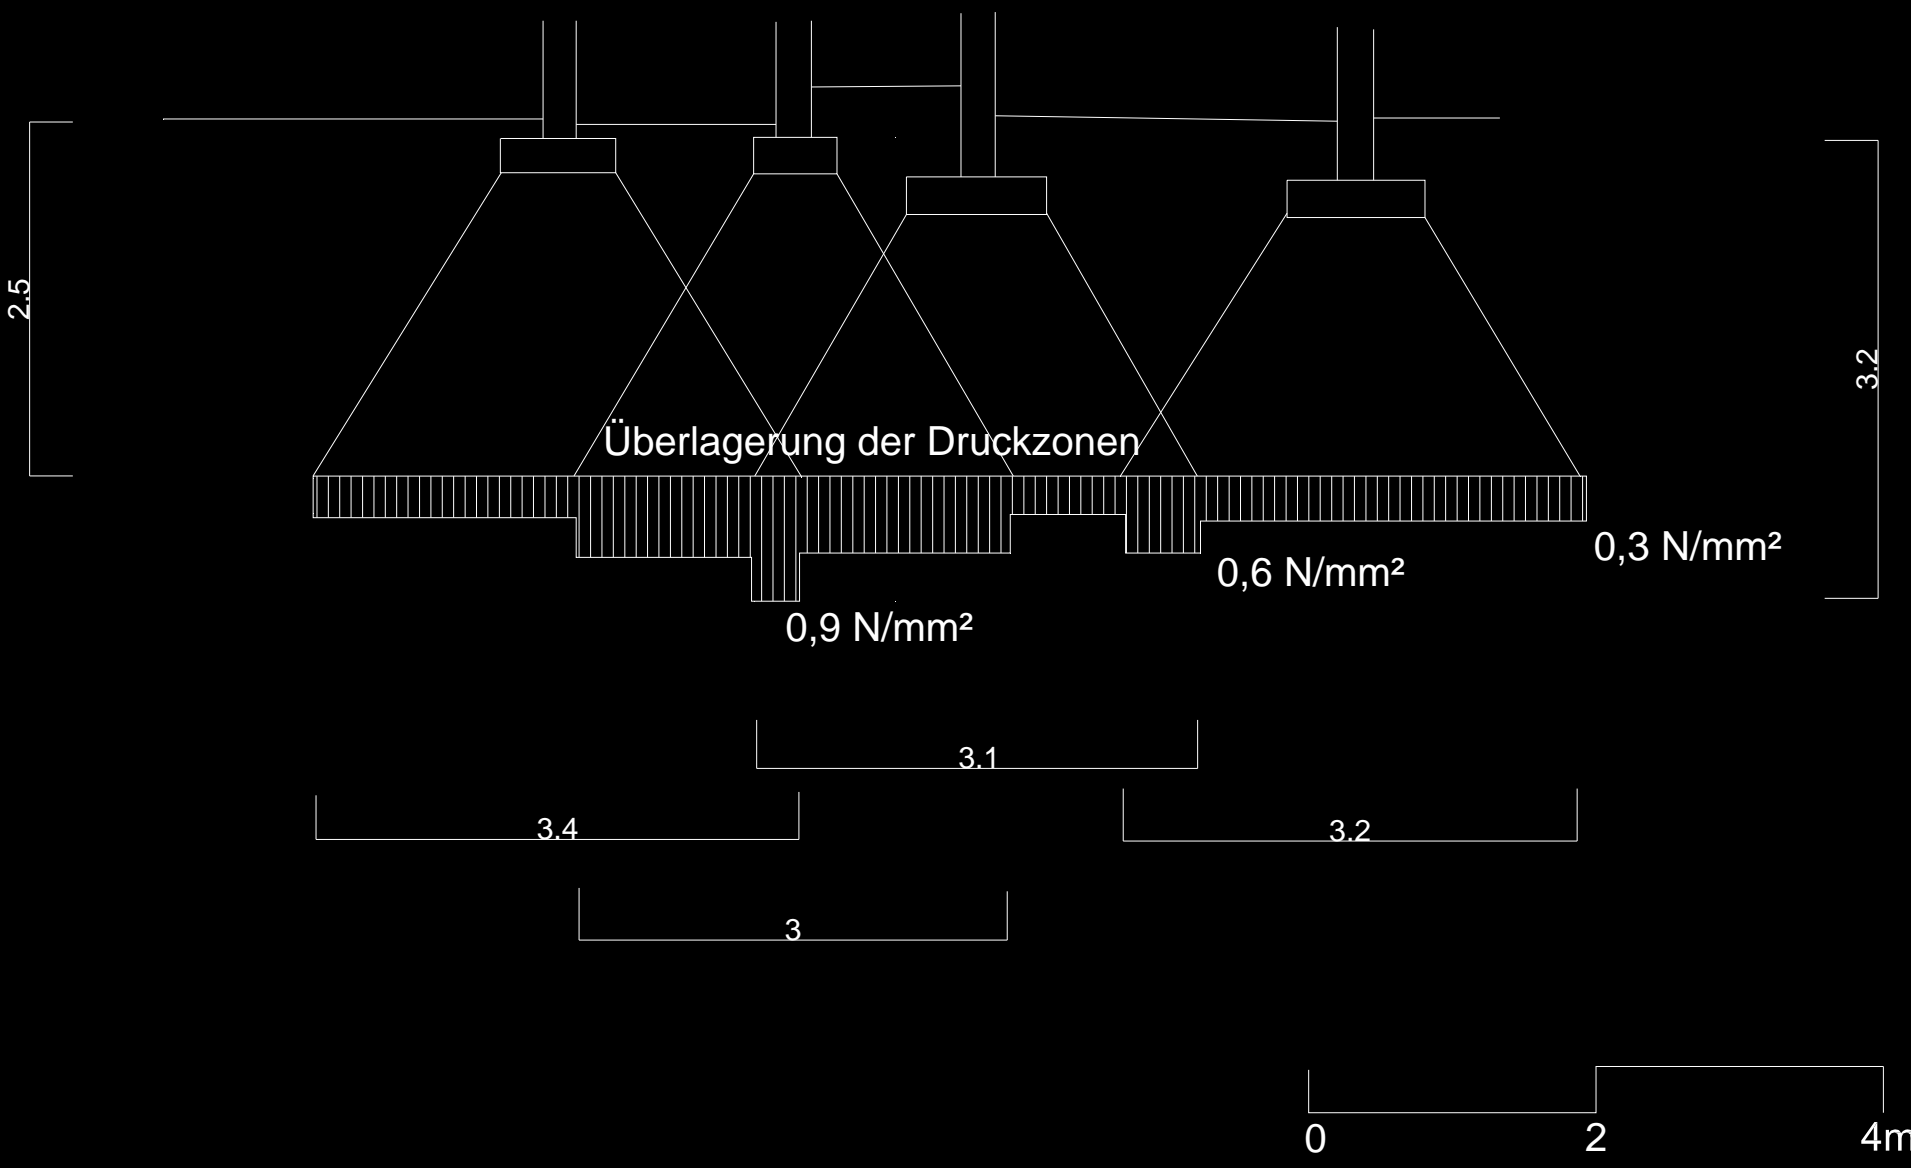 2.5
3.2
Überlagerung der Druckzonen
0,3 N/mm²
0,6 N/mm²
0,9 N/mm²
3.1
3.4
3.2
3
0 2 4m